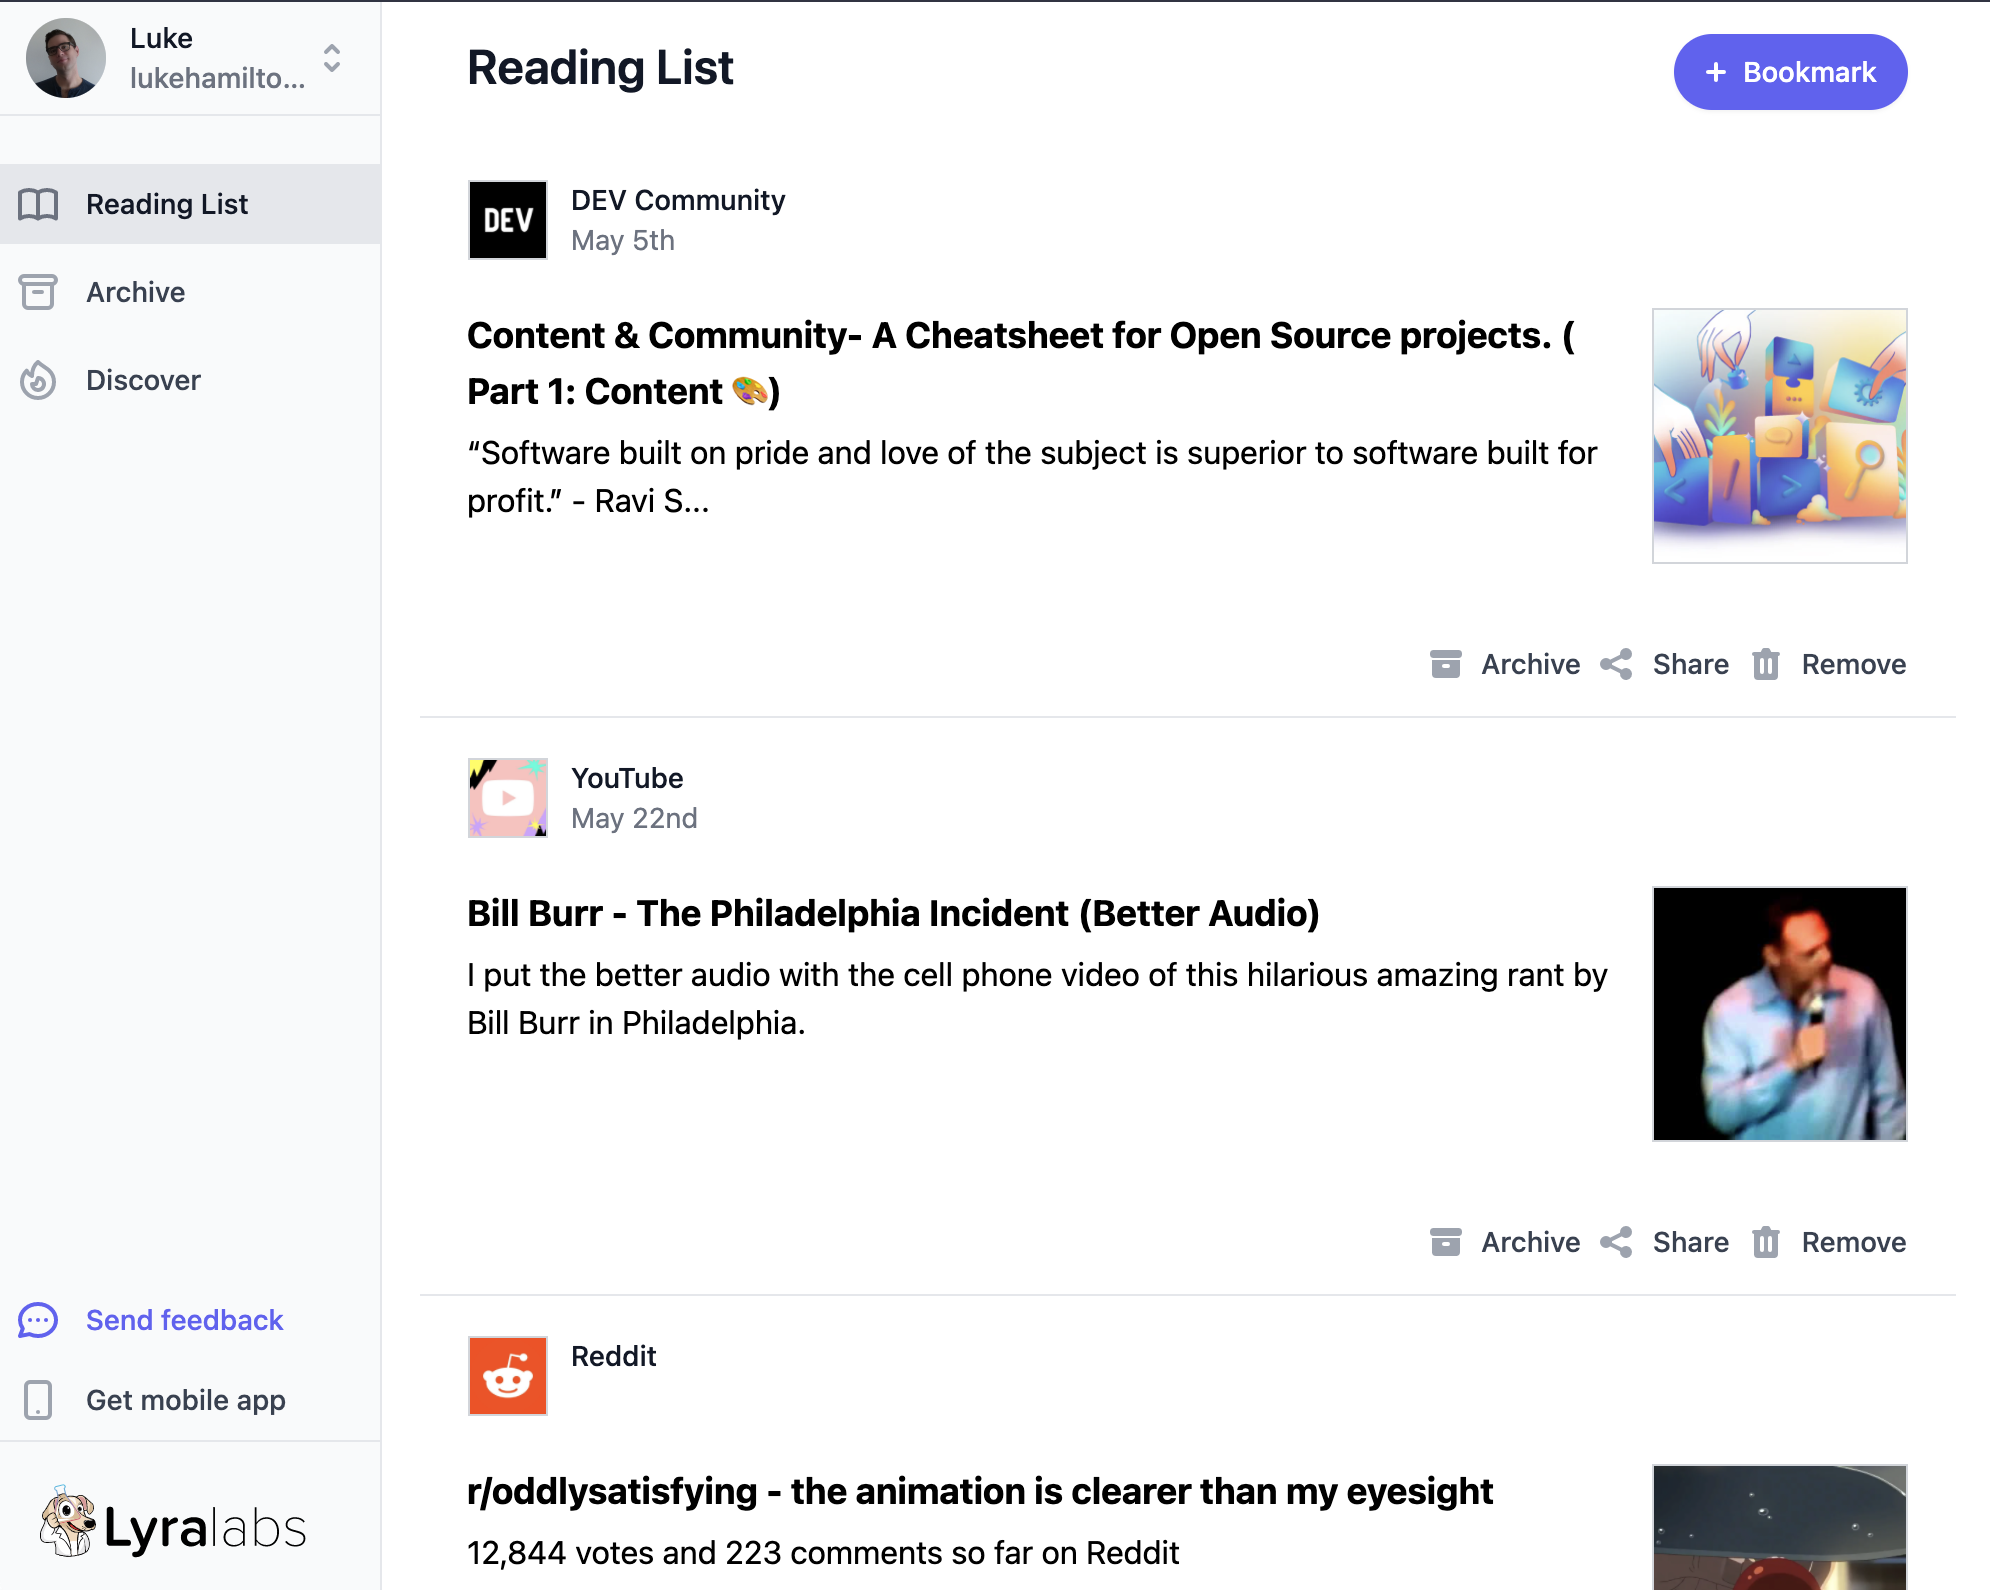 Luke
lukehamilto...
Reading List
Archive
Discover
Send feedback
Get mobile app
Lyralabs
Reading List
+ Bookmark
DEV
DEV Community
May 5th
Content & Community- A Cheatsheet for Open Source projects. (
Part 1: Content 🎨)
“Software built on pride and love of the subject is superior to software built for
profit.” - Ravi S...
Archive Share Remove
YouTube
May 22nd
Bill Burr - The Philadelphia Incident (Better Audio)
I put the better audio with the cell phone video of this hilarious amazing rant by
Bill Burr in Philadelphia.
Archive Share Remove
Reddit
r/oddlysatisfying - the animation is clearer than my eyesight
12,844 votes and 223 comments so far on Reddit